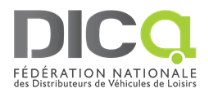 DICA
FÉDÉRATION NATIONALE
des Distributeurs de Véhicules de Loisirs